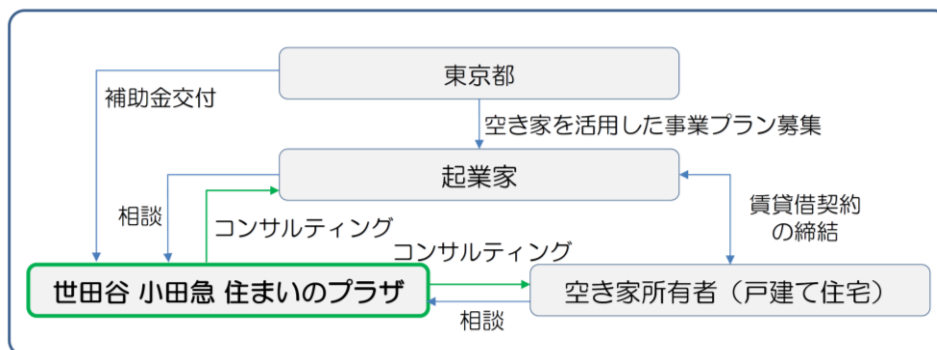 東京都
補助金交付
空き家を活用した事業プラン募集
起業家
相談
コンサルティング
賃貸借契約
の締結
コンサルティング
世田谷 小田急 住まいのプラザ
空き家所有者（戸建て住宅）
相談